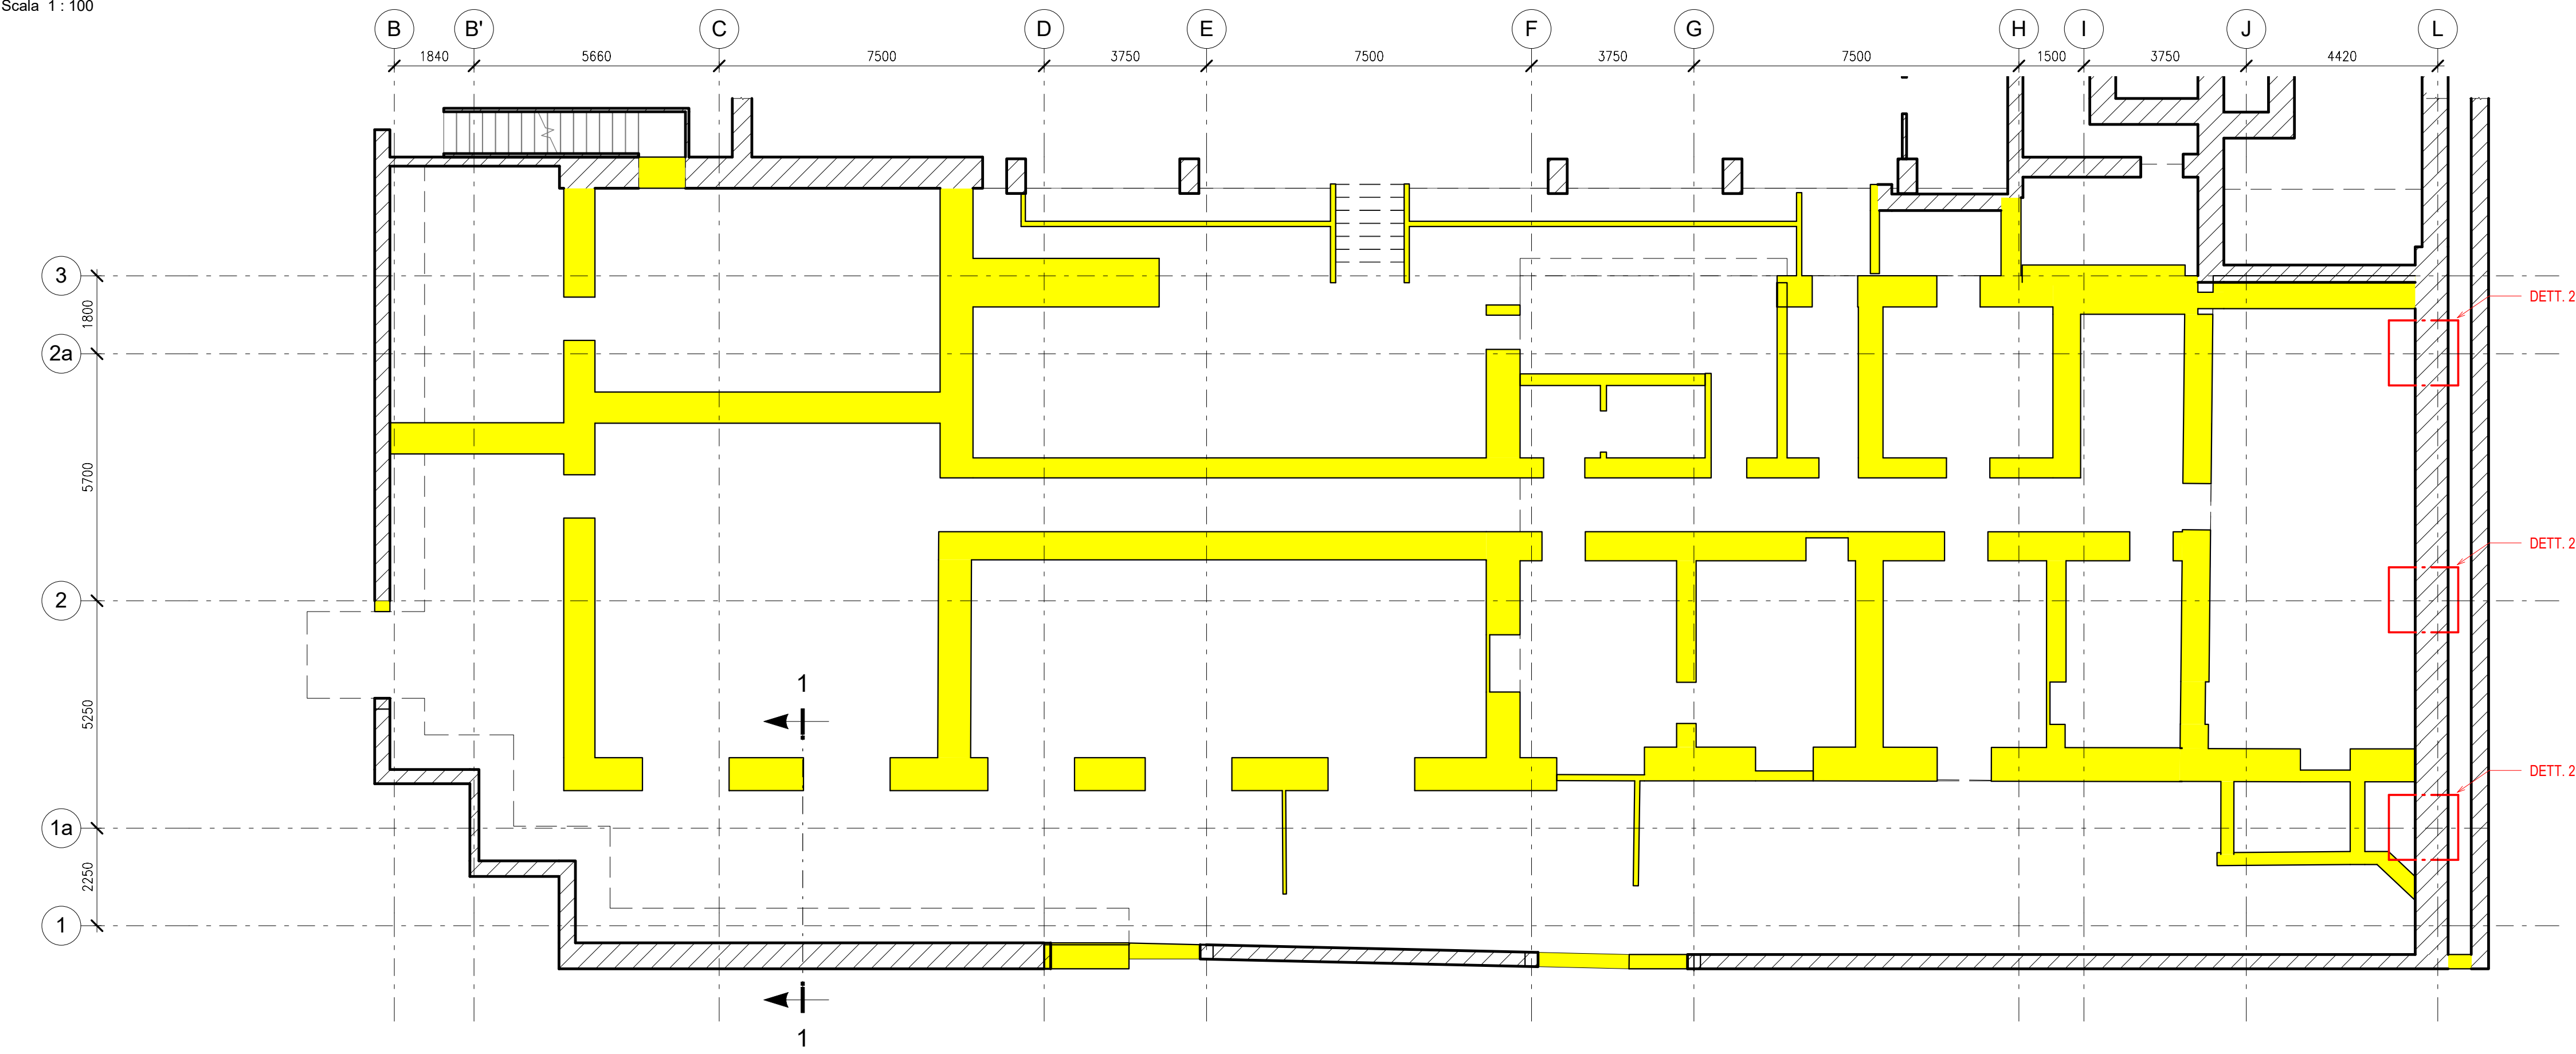 Scala 1 : 100
B B' C D E F G H I J L
1840 5660 7500 3750 7500 3750 7500 1500 3750 4420
3
DETT. 2
1800
2a
5700
DETT. 2
2
1
5250
DETT. 2
1a
2250
1
1